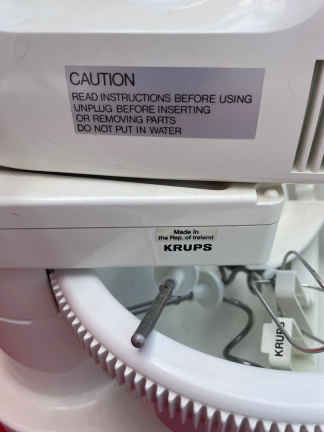 CAUTION
READ INSTRUCTIONS BEFORE USING
UNPLUG BEFORE INSERTING
OR REMOVING PARTS
DO NOT PUT IN WATER
Made in
the Rep. of Ireland
KRUPS
KRUPS